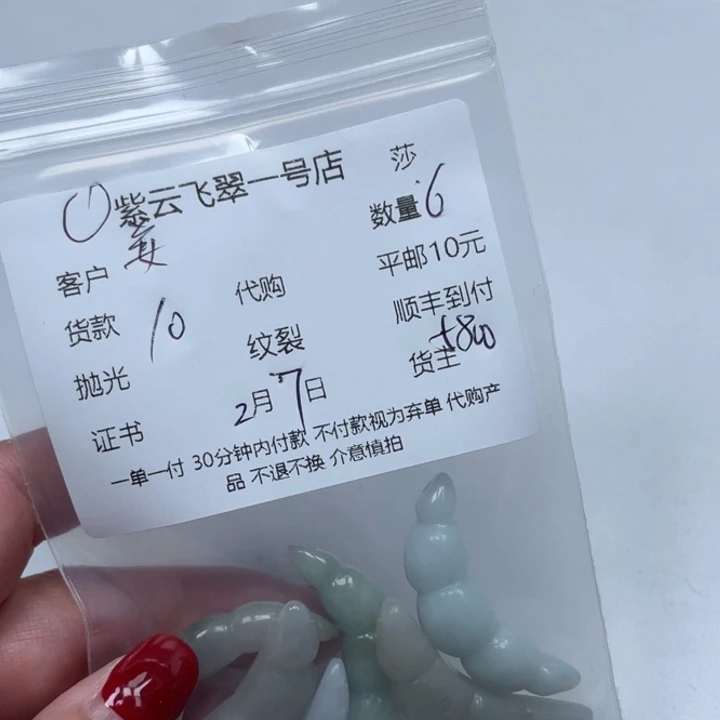 ① 紫云飞翠一号店 莎
客户 姜 数量 6
代购 平邮10元
货款 10 顺丰到付
抛光 纹裂 货主
证书 2月7日
一单一付 30分钟内付款 不付款视为弃单 代购产
品 不退不换 介意慎拍